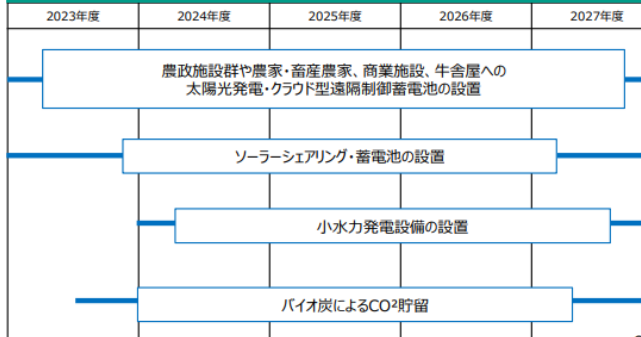 2023年度 2024年度 2025年度 2026年度 2027年度
農政施設群や農家・畜産農家、商業施設、牛舎屋への
太陽光発電・クラウド型遠隔制御蓄電池の設置
ソーラーシェアリング・蓄電池の設置
小水力発電設備の設置
バイオ炭によるCO²貯留